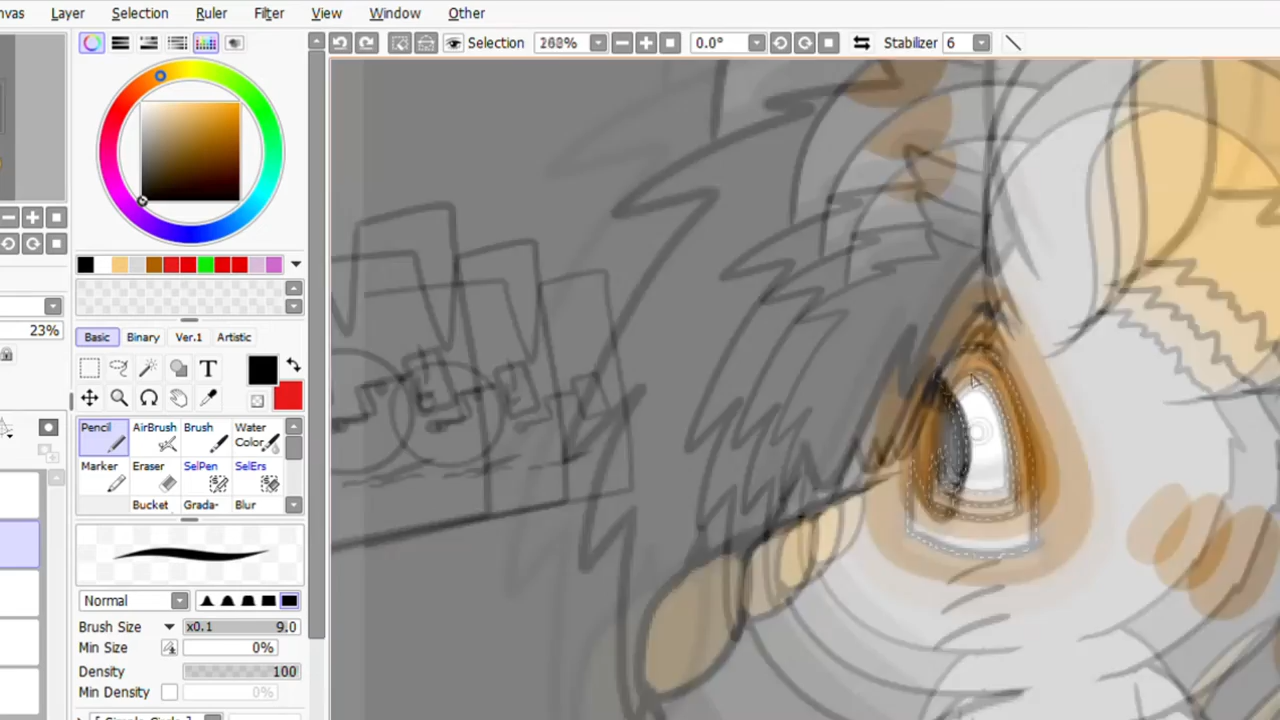 nvas Layer Selection Ruler Filter View Window Other
Selection 0.0° Stabilizer 6
23%
Basic Binary Ver.1 Artistic
T
Pencil AirBrush Brush Water Color
Marker Eraser SelPen SelErs
Bucket Grada- Blur
Normal
Brush Size x0.1 9.0
Min Size 0%
Density 100
Min Density 0%